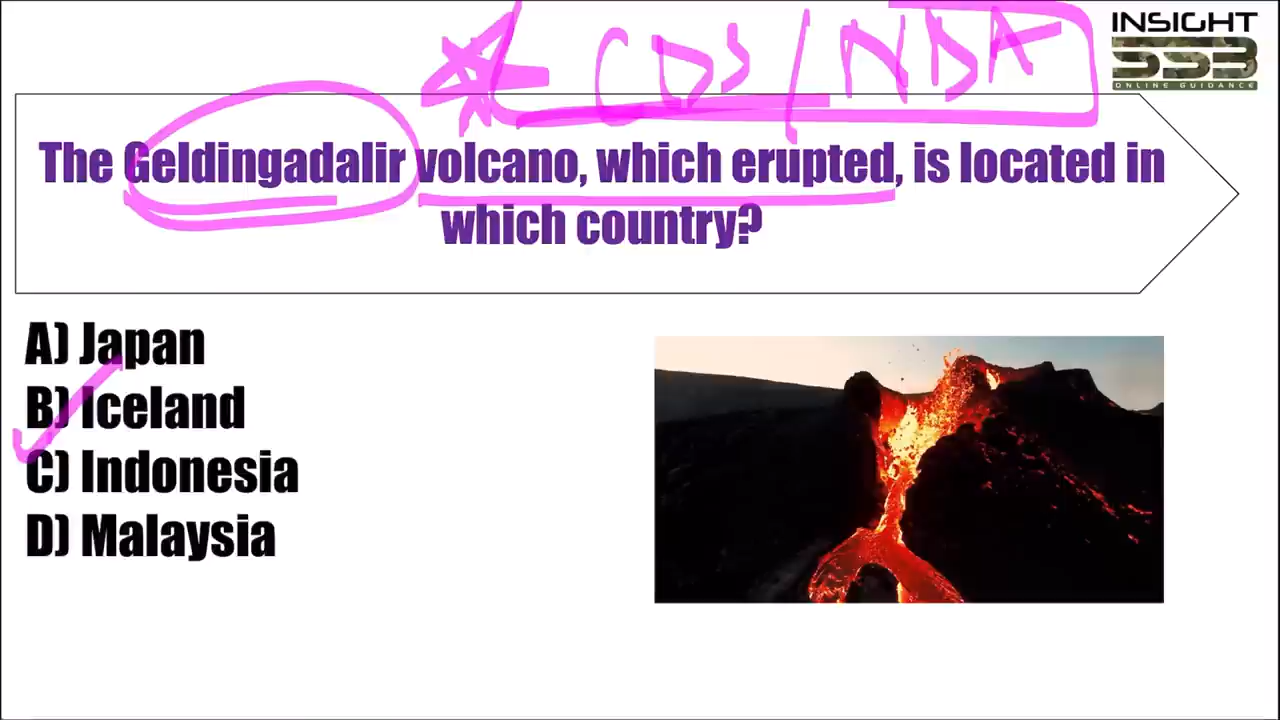 CDS/NDA
INSIGHT
SSB
ONLINE GUIDANCE
The Geldingadalir volcano, which erupted, is located in
which country?
A) Japan
B) Iceland
C) Indonesia
D) Malaysia